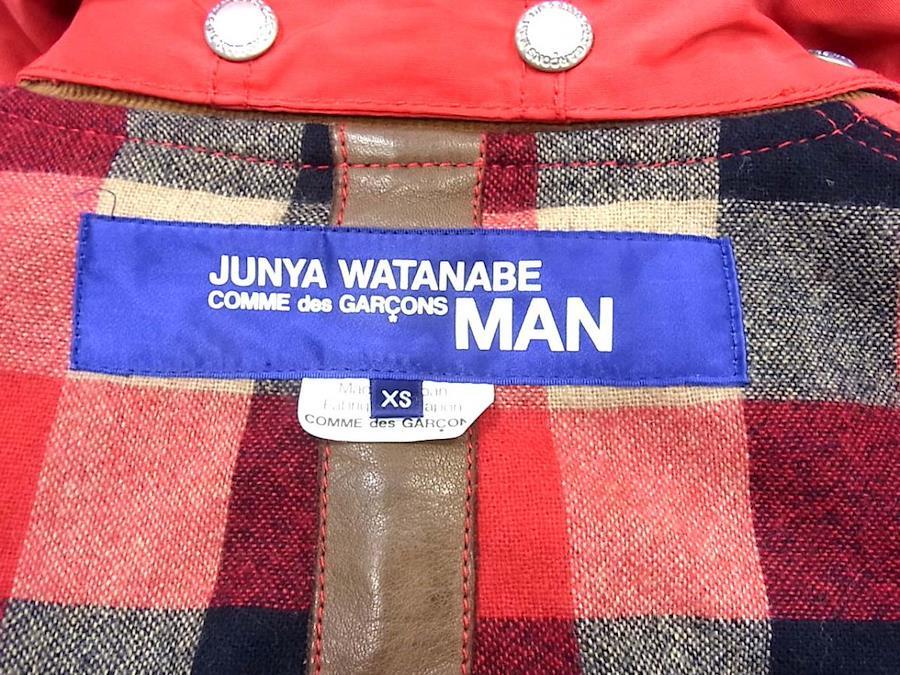 JUNYA WATANABE
COMME des GARÇONS
MAN
XS
COMME des GARÇON